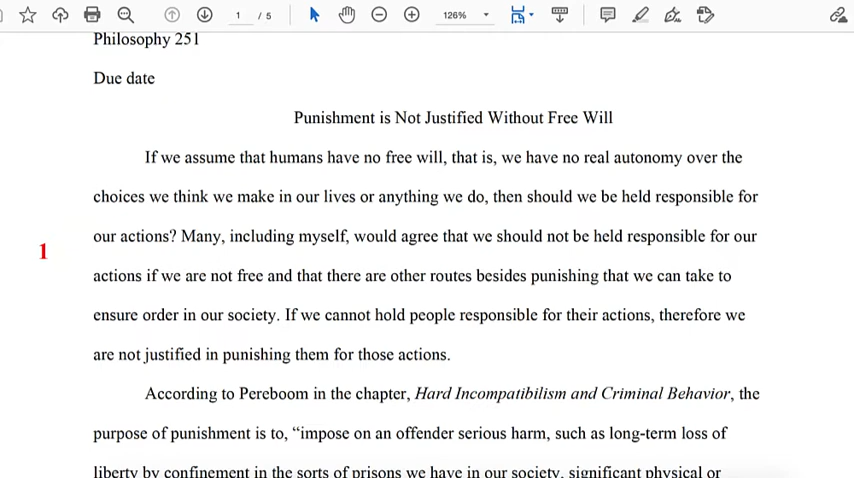 1 / 5 126%
Philosophy 251
Due date
Punishment is Not Justified Without Free Will
If we assume that humans have no free will, that is, we have no real autonomy over the
choices we think we make in our lives or anything we do, then should we be held responsible for
our actions? Many, including myself, would agree that we should not be held responsible for our
1
actions if we are not free and that there are other routes besides punishing that we can take to
ensure order in our society. If we cannot hold people responsible for their actions, therefore we
are not justified in punishing them for those actions.
According to Pereboom in the chapter, Hard Incompatibilism and Criminal Behavior, the
purpose of punishment is to, “impose on an offender serious harm, such as long-term loss of
liberty by confinement in the sorts of prisons we have in our society, significant physical or